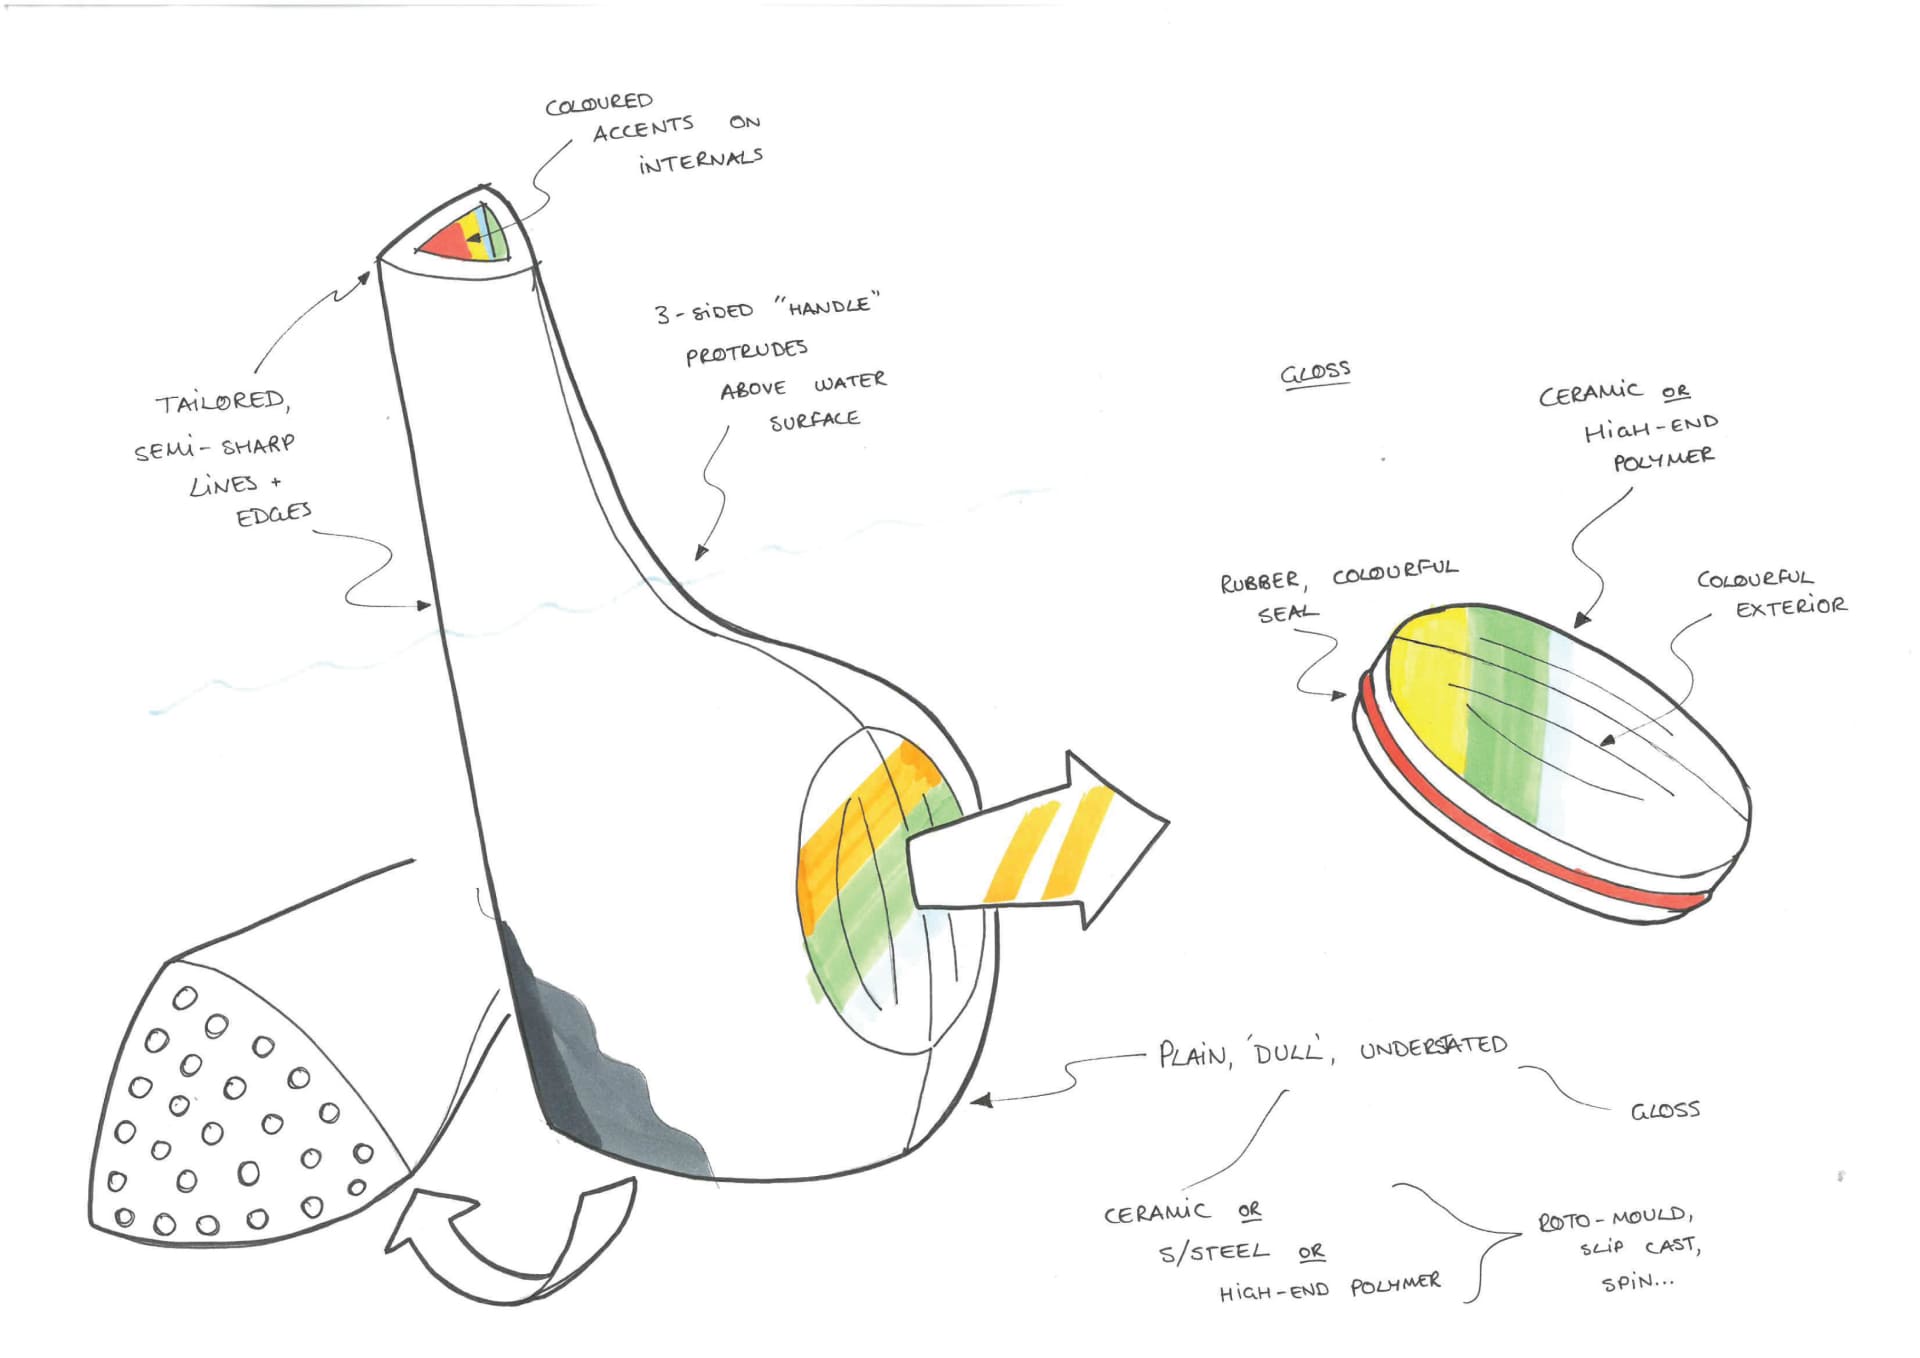 COLOURED
ACCENTS ON
INTERNALS
3-SIDED "HANDLE"
PROTRUDES
ABOVE WATER
SURFACE
TAILORED,
SEMI-SHARP
LINES +
EDGES
GLOSS
CERAMIC OR
HIGH-END
POLYMER
RUBBER, COLOURFUL
SEAL
COLOURFUL
EXTERIOR
PLAIN, 'DULL', UNDERSTATED
GLOSS
CERAMIC OR
S/STEEL OR
HIGH-END POLYMER
ROTO-MOULD,
SLIP CAST,
SPIN...